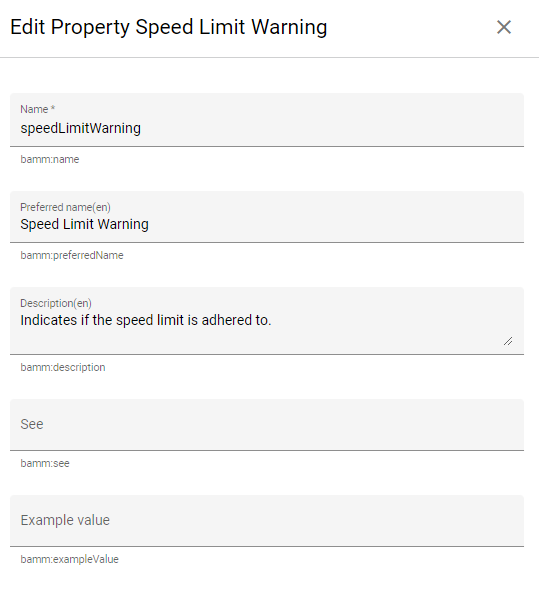 Edit Property Speed Limit Warning
Name *
speedLimitWarning
bamm:name
Preferred name(en)
Speed Limit Warning
bamm:preferredName
Description(en)
Indicates if the speed limit is adhered to.
bamm:description
See
bamm:see
Example value
bamm:exampleValue